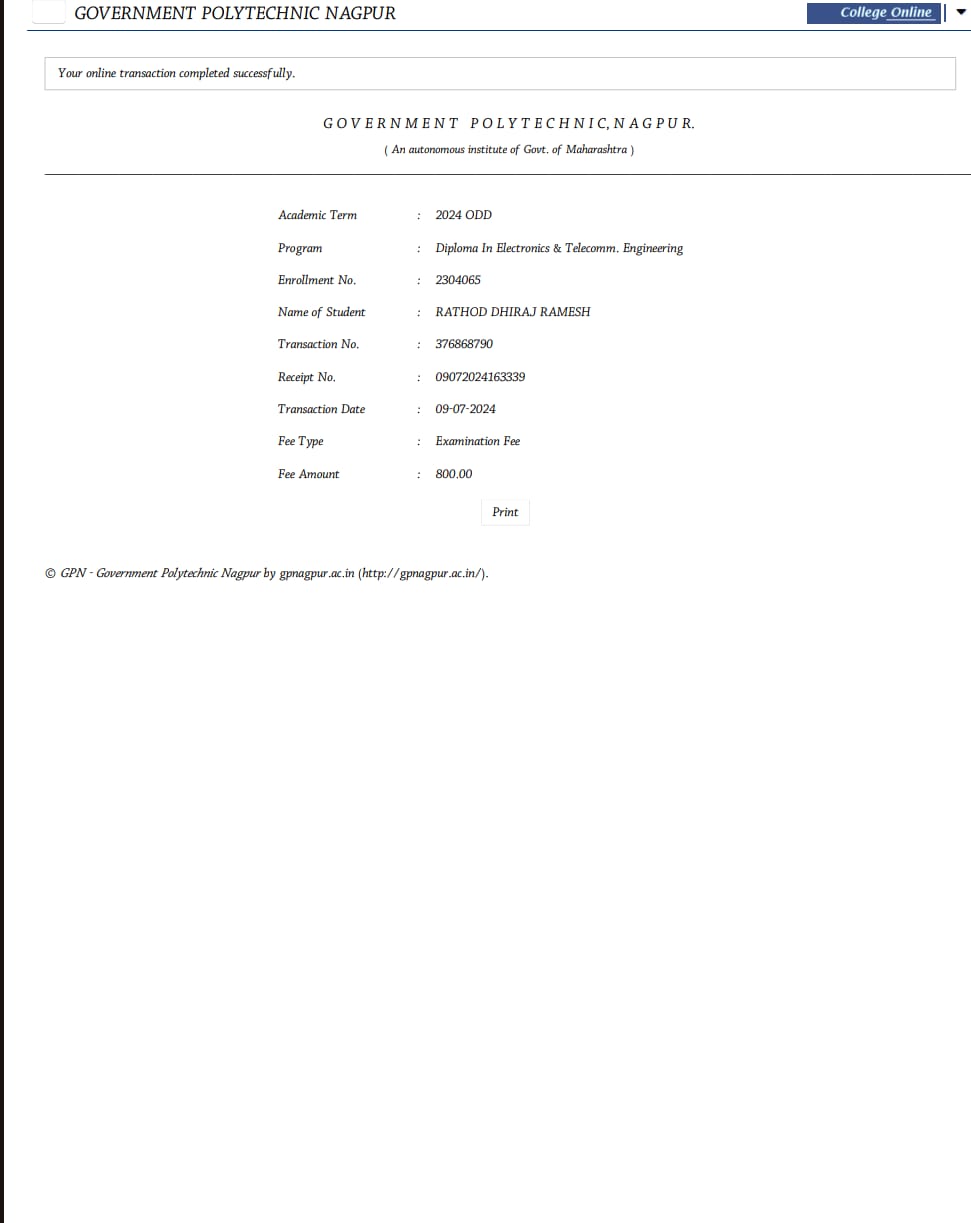 GOVERNMENT POLYTECHNIC NAGPUR College Online
Your online transaction completed successfully.
GOVERNMENT POLYTECHNIC, NAGPUR.
( An autonomous institute of Govt. of Maharashtra )
Academic Term : 2024 ODD
Program : Diploma In Electronics & Telecomm. Engineering
Enrollment No. : 2304065
Name of Student : RATHOD DHIRAJ RAMESH
Transaction No. : 376868790
Receipt No. : 09072024163339
Transaction Date : 09-07-2024
Fee Type : Examination Fee
Fee Amount : 800.00
Print
© GPN - Government Polytechnic Nagpur by gpnagpur.ac.in (http://gpnagpur.ac.in/).